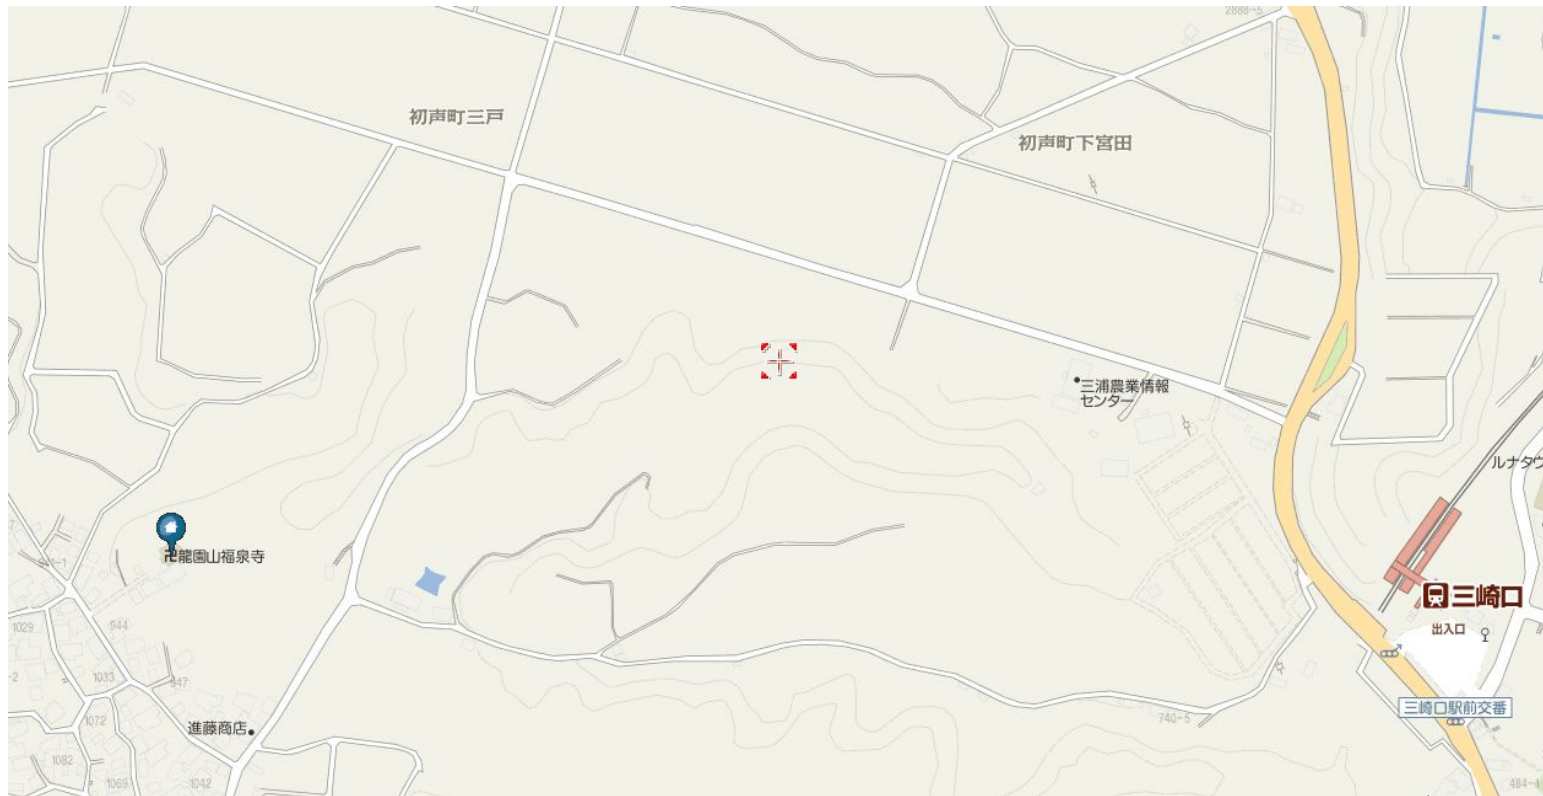 2888-5
初声町三戸
初声町下宮田
三浦農業情報
センター
ルナタウ
龍園山福泉寺
三崎口
出入口
944
1029
1033
947
三崎口駅前交番
740-5
1072
進藤商店
1082
1069
1042